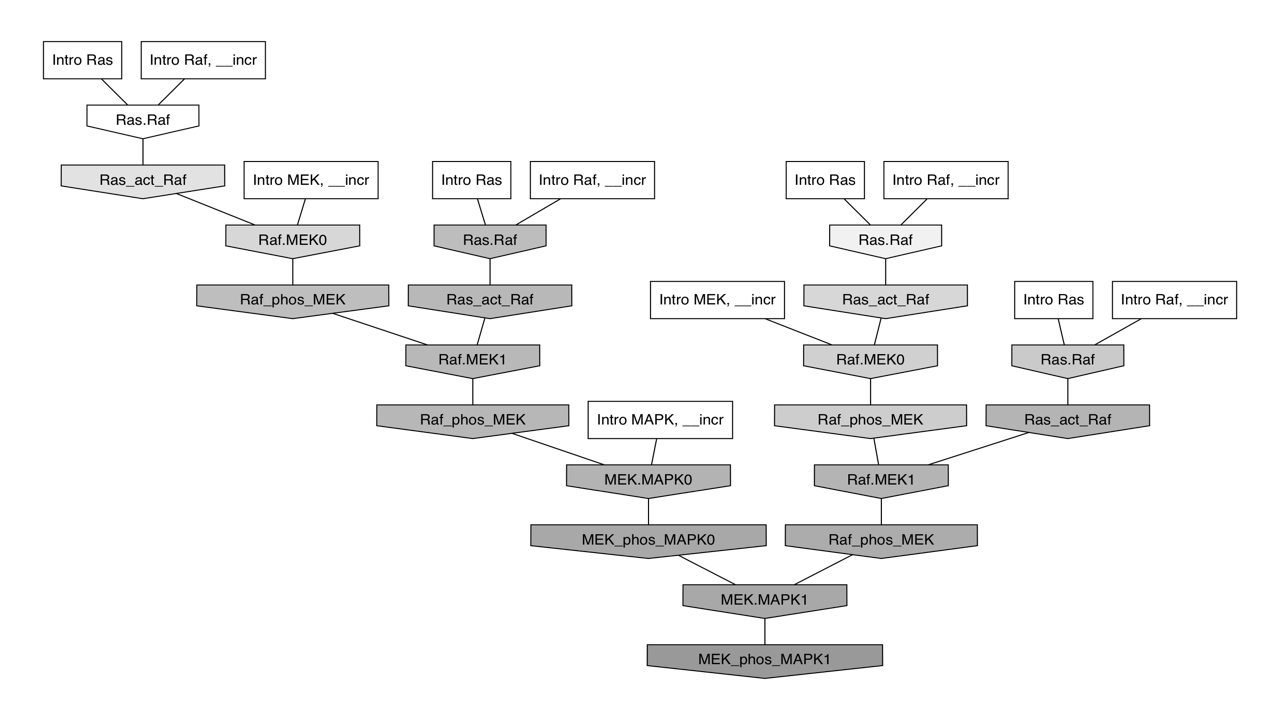 Intro Ras
Intro Raf, __incr
Ras.Raf
Ras_act_Raf
Intro MEK, __incr
Intro Ras
Intro Raf, __incr
Intro Ras
Intro Raf, __incr
Raf.MEK0
Ras.Raf
Ras.Raf
Raf_phos_MEK
Ras_act_Raf
Intro MEK, __incr
Ras_act_Raf
Intro Ras
Intro Raf, __incr
Raf.MEK1
Raf.MEK0
Ras.Raf
Raf_phos_MEK
Intro MAPK, __incr
Raf_phos_MEK
Ras_act_Raf
MEK.MAPK0
Raf.MEK1
MEK_phos_MAPK0
Raf_phos_MEK
MEK.MAPK1
MEK_phos_MAPK1